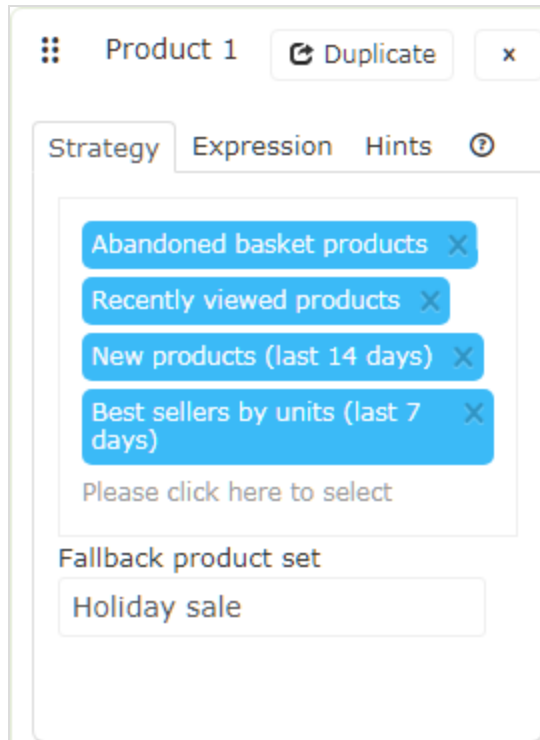 Product 1 Duplicate x
Strategy Expression Hints ?
Abandoned basket products X
Recently viewed products X
New products (last 14 days) X
Best sellers by units (last 7 X
days)
Please click here to select
Fallback product set
Holiday sale